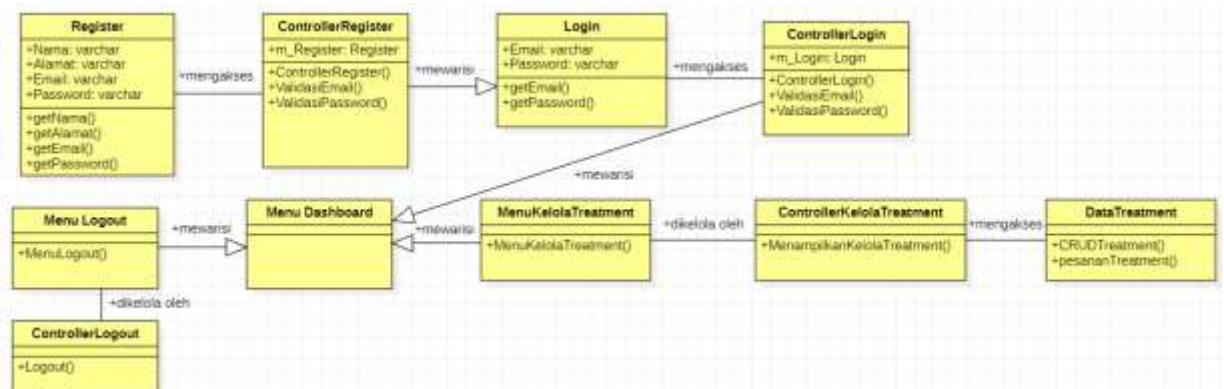 Register
+Nama: varchar
+Alamat: varchar
+Email: varchar
+Password: varchar
+getNama()
+getAlamat()
+getEmail()
+getPassword()
+mengakses
ControllerRegister
+m_Register: Register
+ControllerRegister()
+ValidasiEmail()
+ValidasiPassword()
+mewarisi
Login
+Email: varchar
+Password: varchar
+getEmail()
+getPassword()
+mengakses
ControllerLogin
+m_Login: Login
+ControllerLogin()
+ValidasiEmail()
+ValidasiPassword()
+mewarisi
Menu Logout
+MenuLogout()
+mewarisi
Menu Dashboard
+mewarisi
MenuKelolaTreatment
+MenuKelolaTreatment()
+dikelola oleh
ControllerKelolaTreatment
+MenampilkanKelolaTreatment()
+mengakses
DataTreatment
+CRUDTreatment()
+pesananTreatment()
+dikelola oleh
ControllerLogout
+Logout()